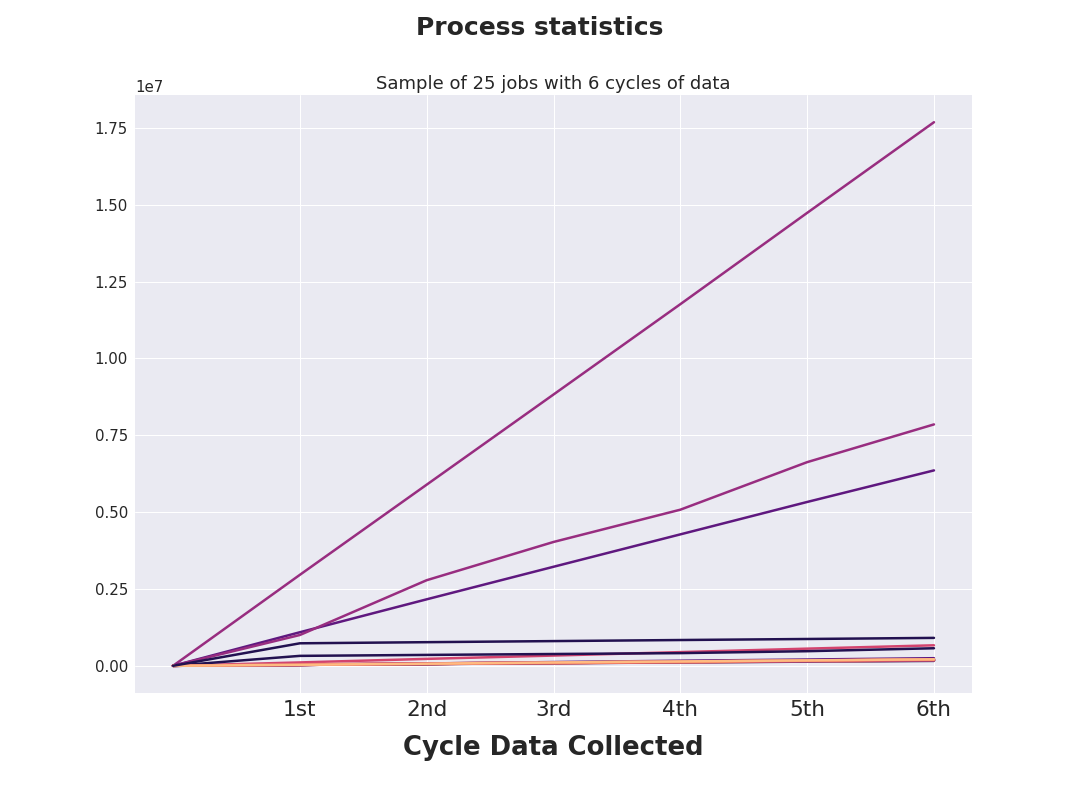 Process statistics
Sample of 25 jobs with 6 cycles of data
1e7
1.75
1.50
1.25
1.00
0.75
0.50
0.25
0.00
1st 2nd 3rd 4th 5th 6th
Cycle Data Collected